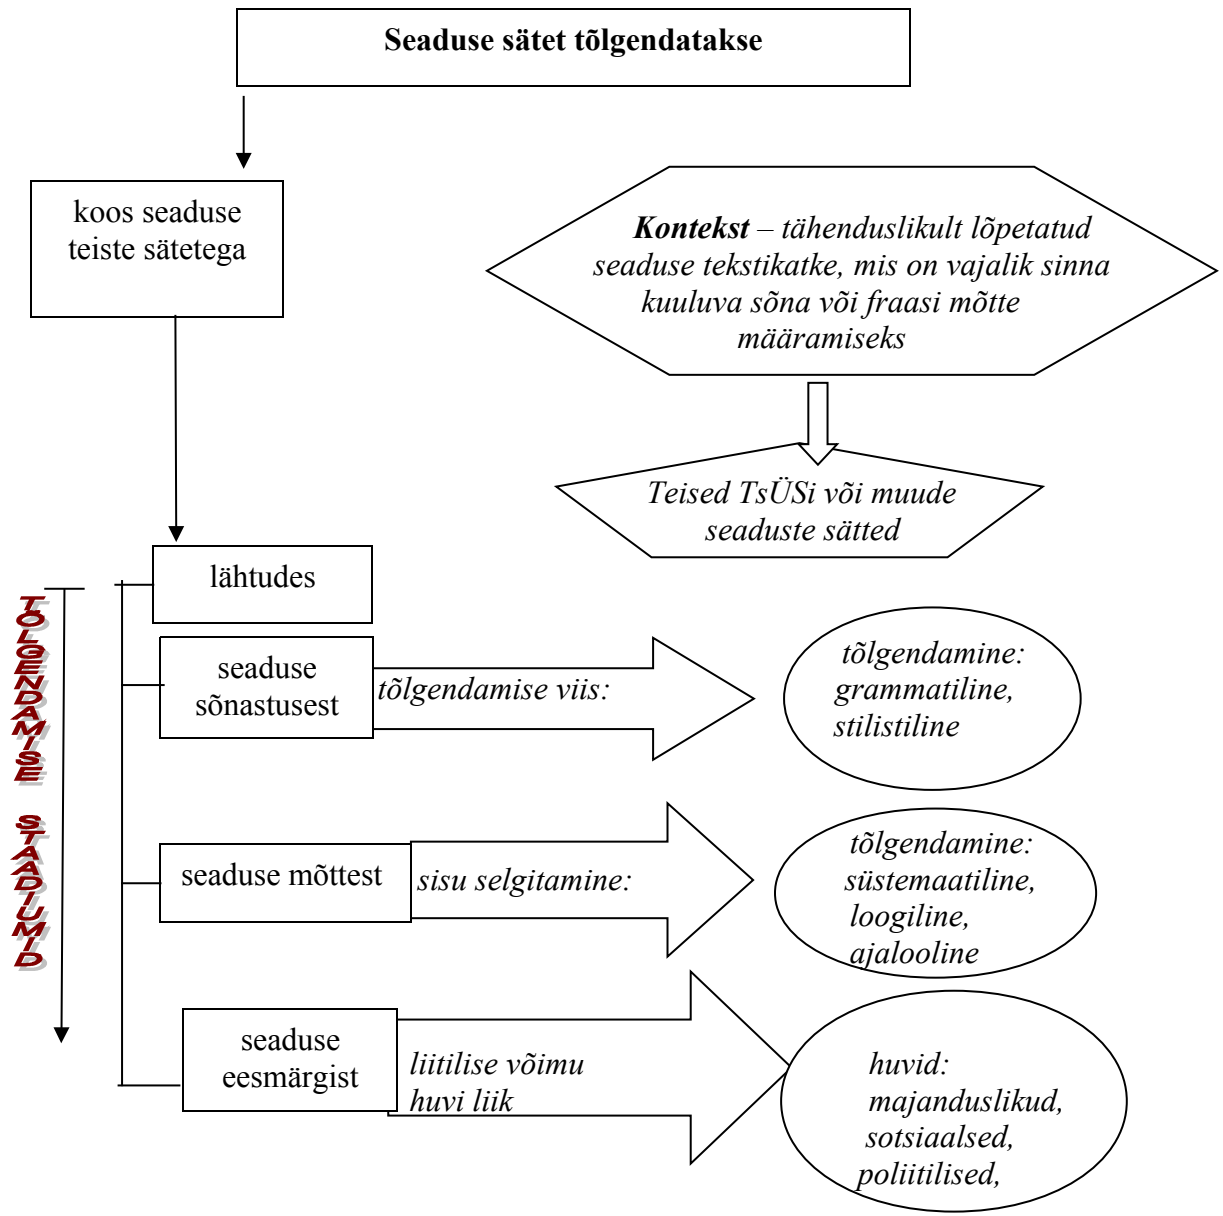 Seaduse sätet tõlgendatakse
koos seaduse
teiste sätetega
Kontekst – tähenduslikult lõpetatud
seaduse tekstikatke, mis on vajalik sinna
kuuluva sõna või fraasi mõtte
määramiseks
Teised TsÜSi või muude
seaduste sätted
lähtudes
TÕLGENDAMISE STAADIUMID
seaduse
sõnastusest
tõlgendamise viis:
tõlgendamine:
grammatiline,
stilistiline
seaduse mõttest
sisu selgitamine:
tõlgendamine:
süstemaatiline,
loogiline,
ajalooline
seaduse
eesmärgist
liitilise võimu
huvi liik
huvid:
majanduslikud,
sotsiaalsed,
poliitilised,